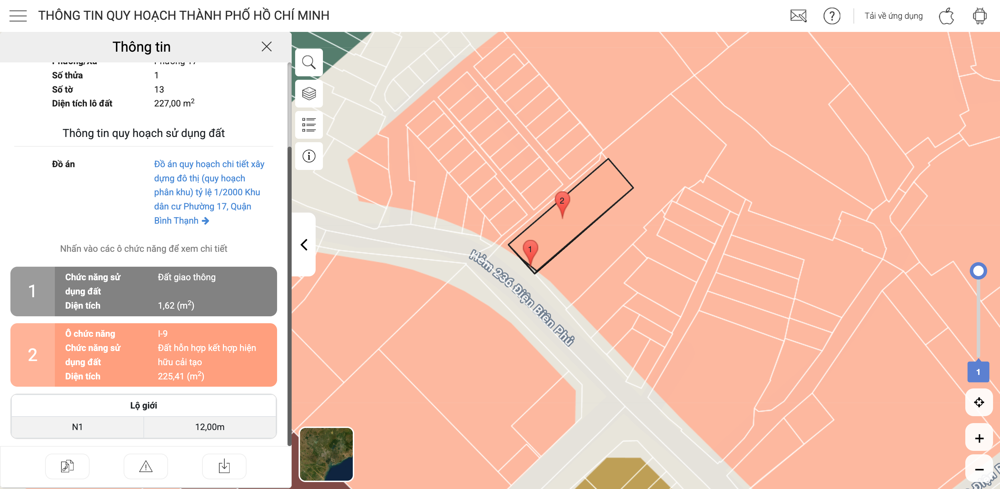 THÔNG TIN QUY HOẠCH THÀNH PHỐ HỒ CHÍ MINH
?
Tải về ứng dụng
Thông tin
Phường/Xã Phường 17
Số thửa 1
Số tờ 13
Diện tích lô đất 227,00 m²
Thông tin quy hoạch sử dụng đất
Đồ án Đồ án quy hoạch chi tiết xây
dựng đô thị (quy hoạch
phân khu) tỷ lệ 1/2000 Khu
dân cư Phường 17, Quận
Bình Thạnh →
Nhấn vào các ô chức năng để xem chi tiết
1
Chức năng sử Đất giao thông
dụng đất
Diện tích 1,62 (m²)
2
Ô chức năng I-9
Chức năng sử Đất hỗn hợp kết hợp hiện
dụng đất hữu cải tạo
Diện tích 225,41 (m²)
Lộ giới
N1 12,00m
2
1
Hẻm 236 Điện Biên Phủ
1
+
−